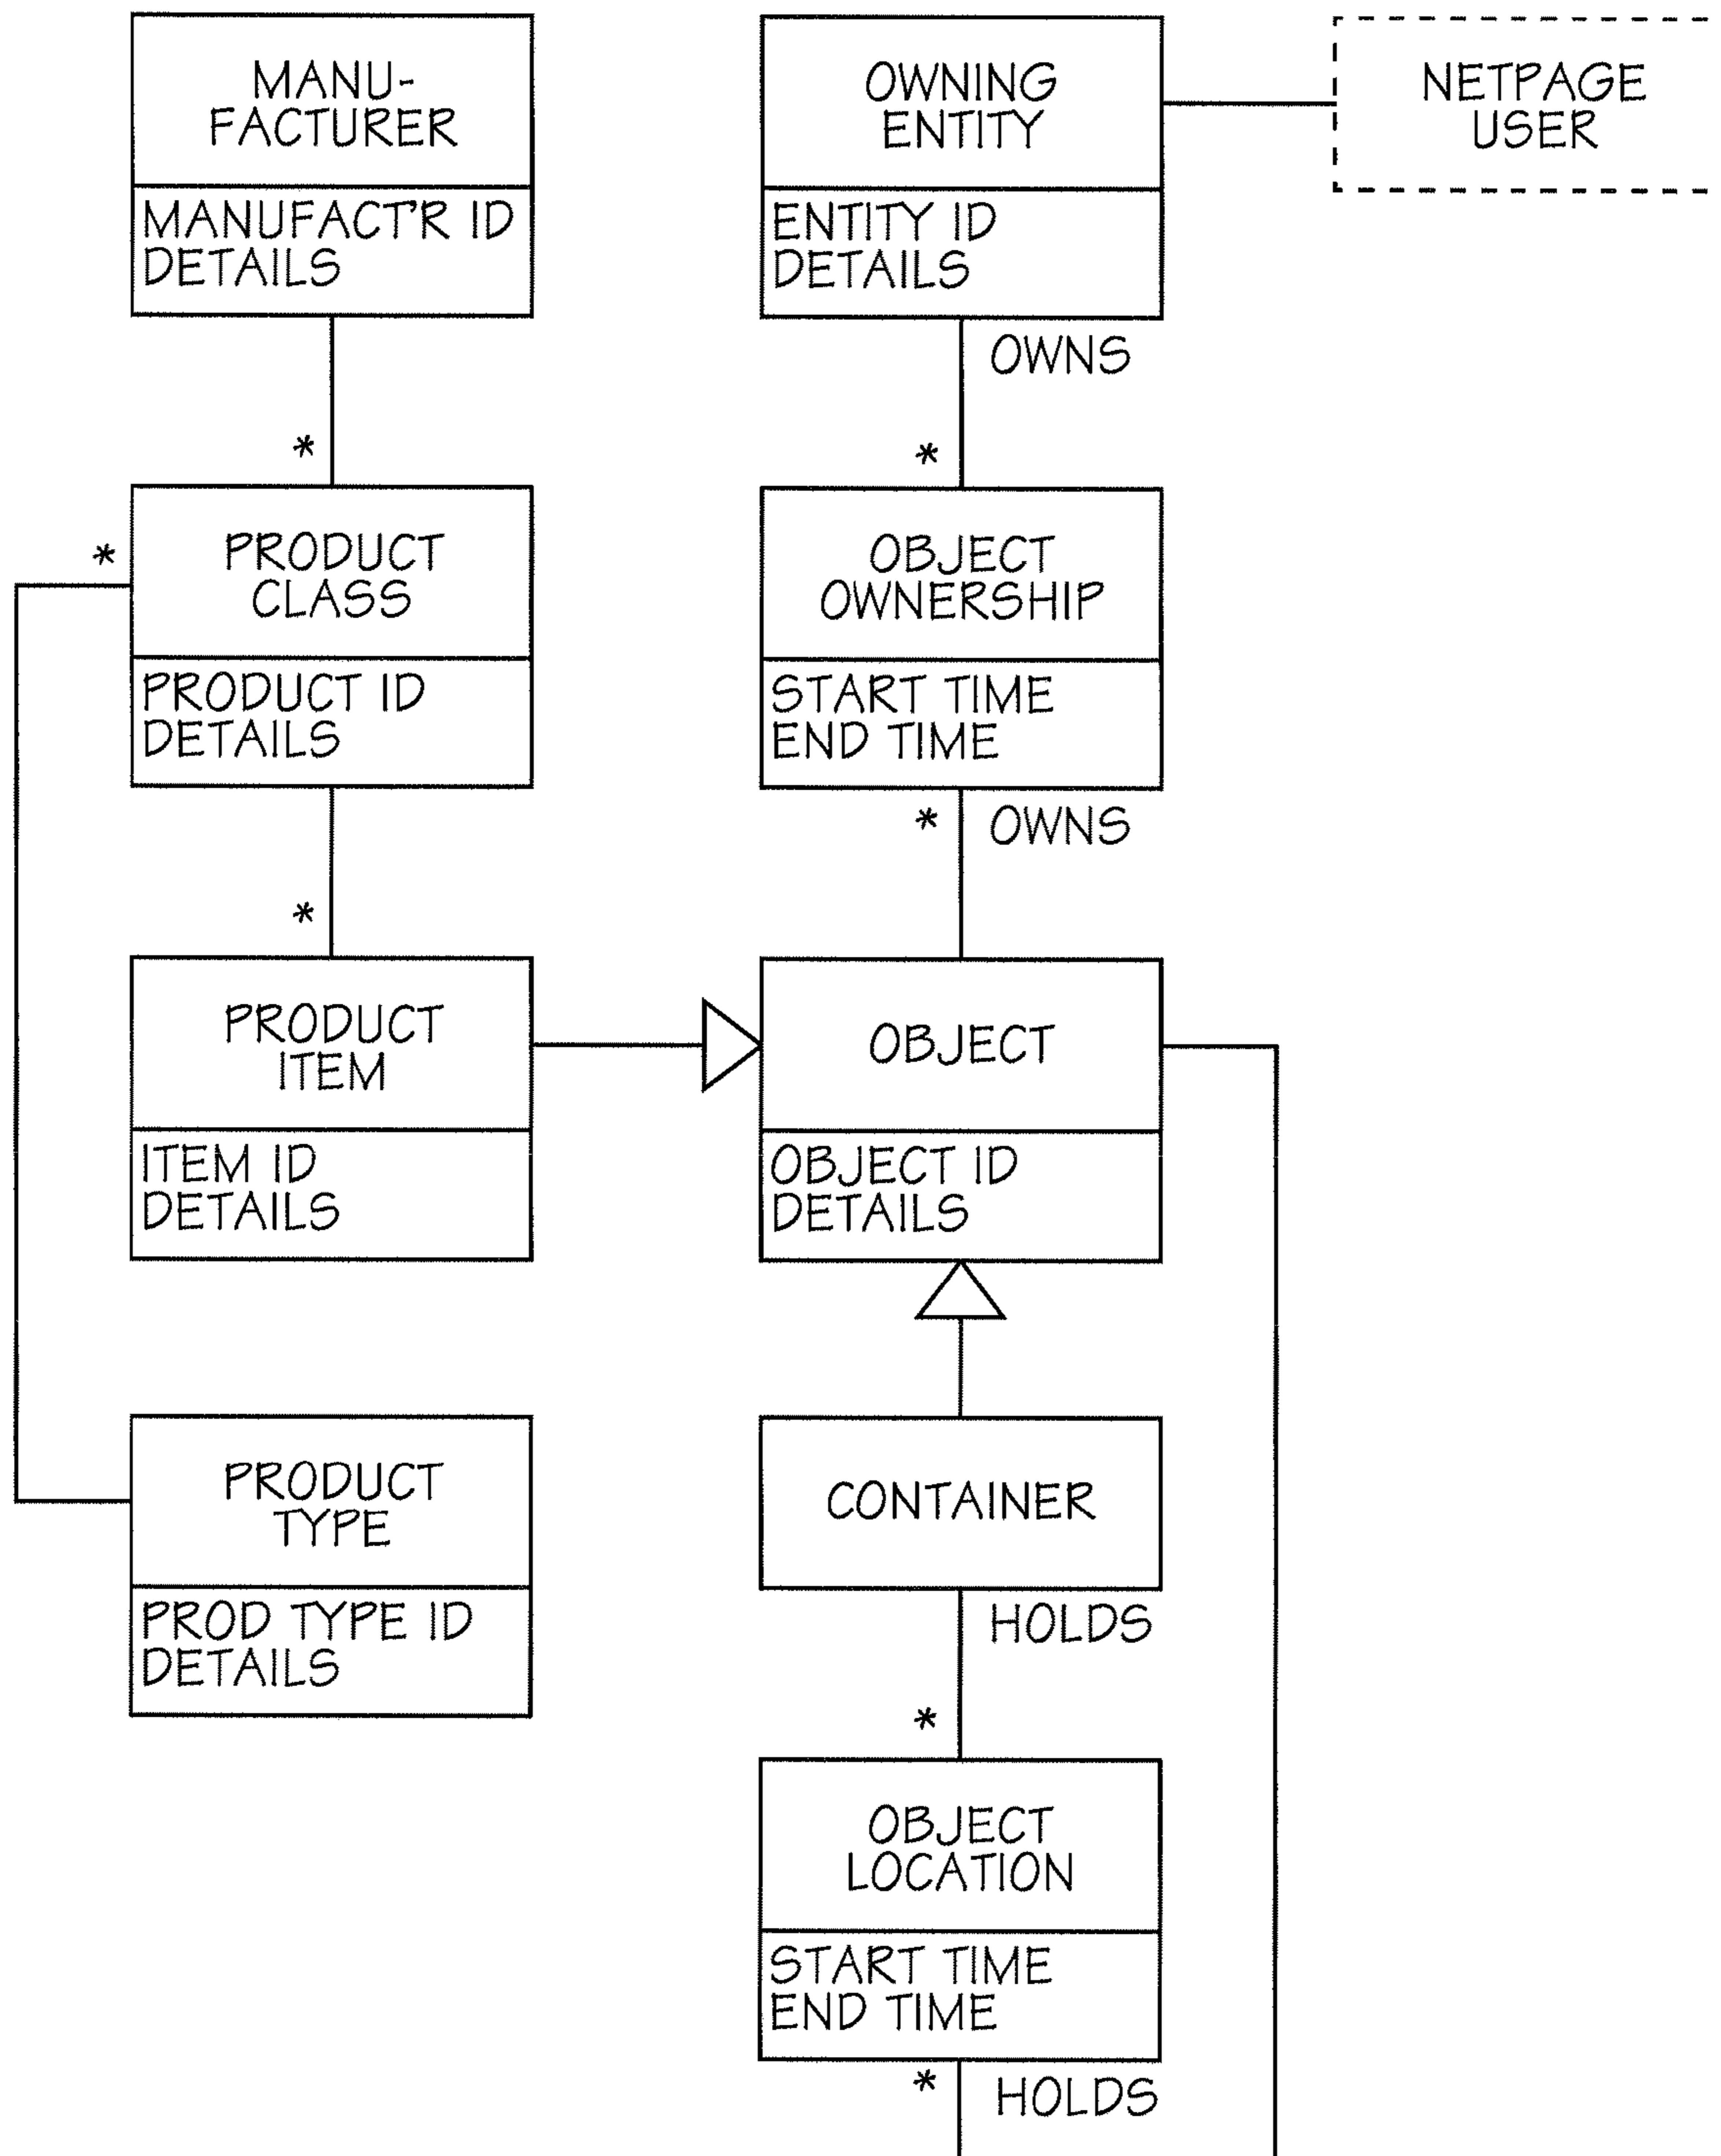 MANU-
FACTURER
MANUFACT'R ID
DETAILS
*
*
PRODUCT
CLASS
PRODUCT ID
DETAILS
*
PRODUCT
ITEM
ITEM ID
DETAILS
PRODUCT
TYPE
PROD TYPE ID
DETAILS
OWNING
ENTITY
ENTITY ID
DETAILS
OWNS
*
OBJECT
OWNERSHIP
START TIME
END TIME
* OWNS
OBJECT
OBJECT ID
DETAILS
CONTAINER
HOLDS
*
OBJECT
LOCATION
START TIME
END TIME
* HOLDS
NETPAGE
USER